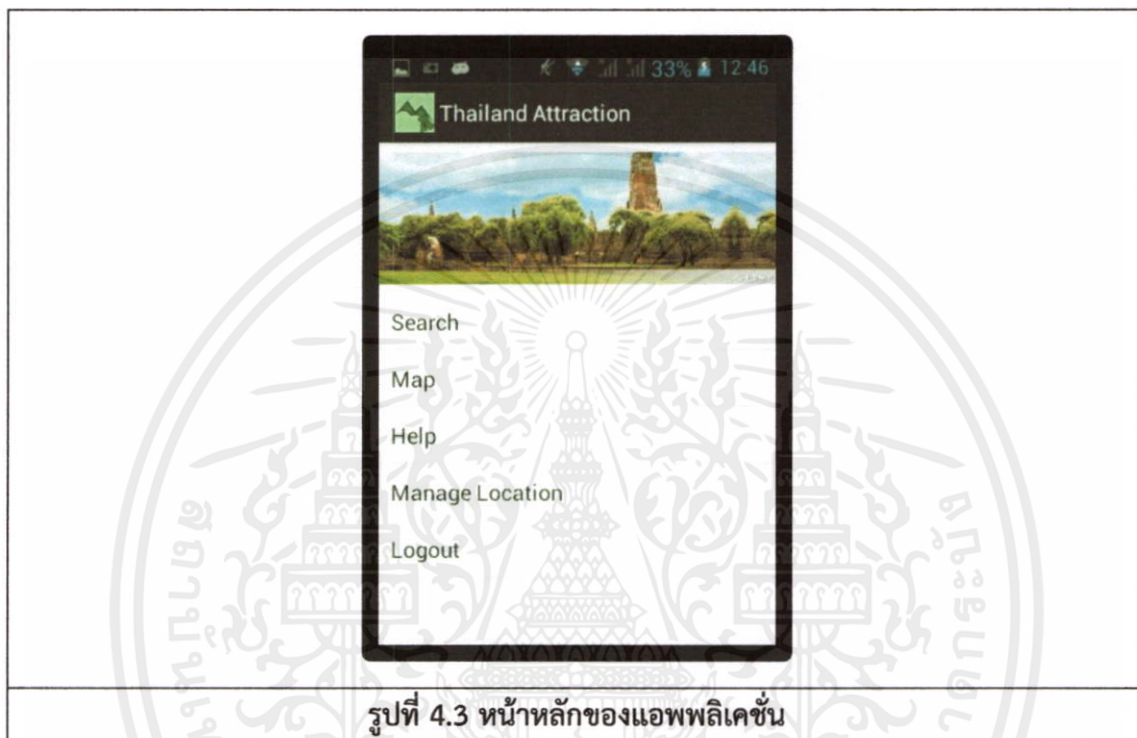 33% 12:46
Thailand Attraction
Search
Map
Help
Manage Location
Logout
รูปที่ 4.3 หน้าหลักของแอพพลิเคชั่น